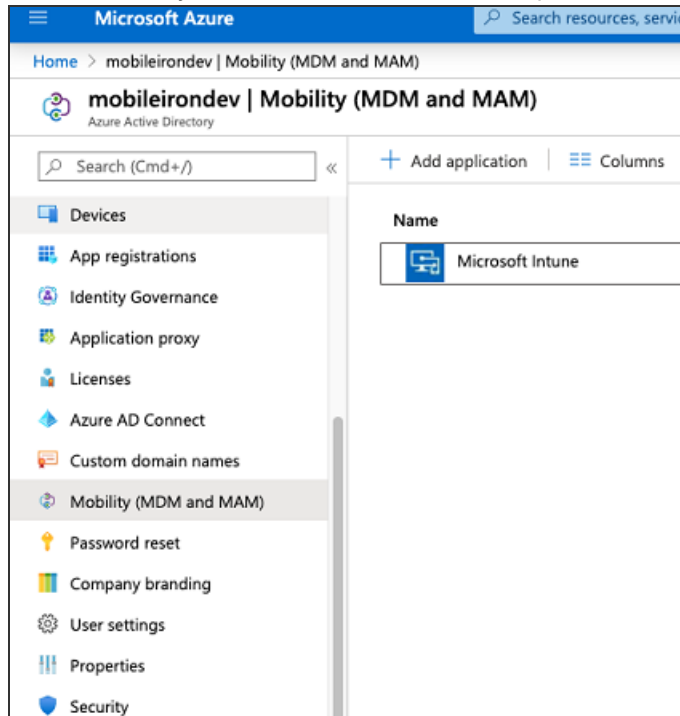 Microsoft Azure
Search resources, servi
Home > mobileirondev | Mobility (MDM and MAM)
mobileirondev | Mobility (MDM and MAM)
Azure Active Directory
Search (Cmd+/)
«
+ Add application
Columns
Devices
App registrations
Identity Governance
Application proxy
Licenses
Azure AD Connect
Custom domain names
Mobility (MDM and MAM)
Password reset
Company branding
User settings
Properties
Security
Name
Microsoft Intune